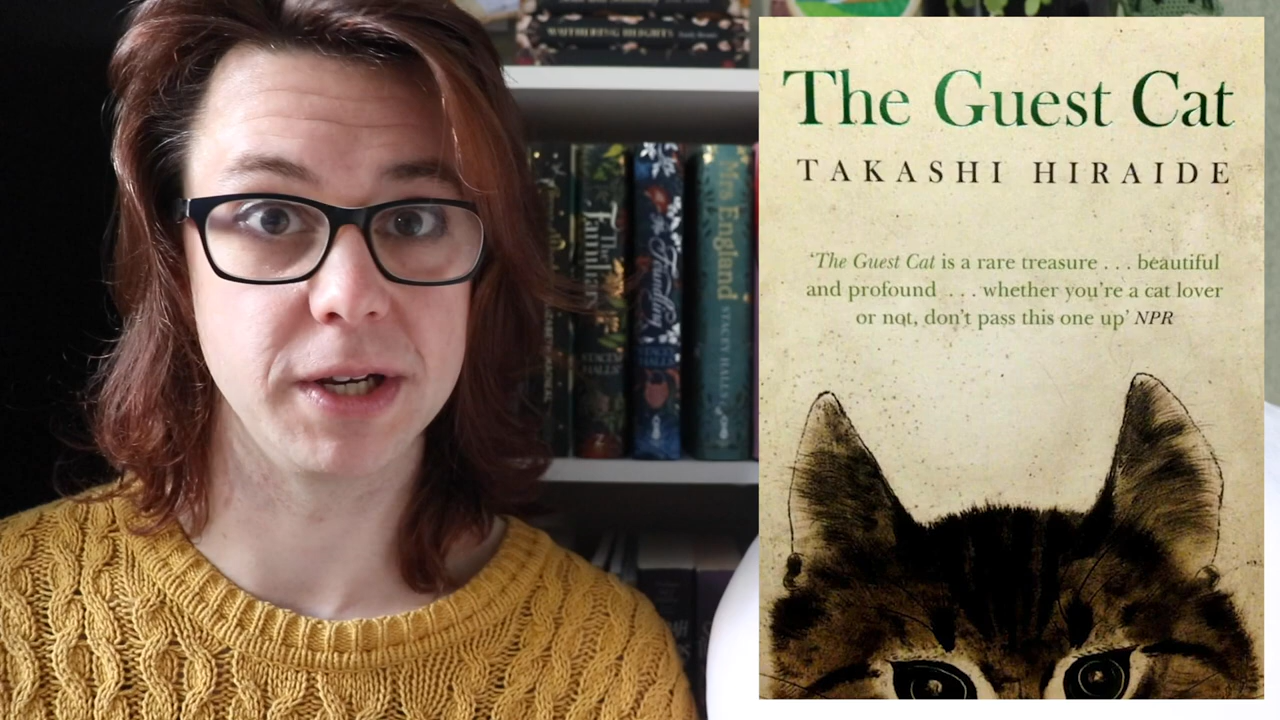 WUTHERING HEIGHTS
The Familiars
STACEY HALLS
The Foundling
STACEY HALLS
Mrs England
STACEY HALLS
The Guest Cat
TAKASHI HIRAIDE
‘The Guest Cat is a rare treasure . . . beautiful
and profound . . . whether you’re a cat lover
or not, don’t pass this one up’ NPR